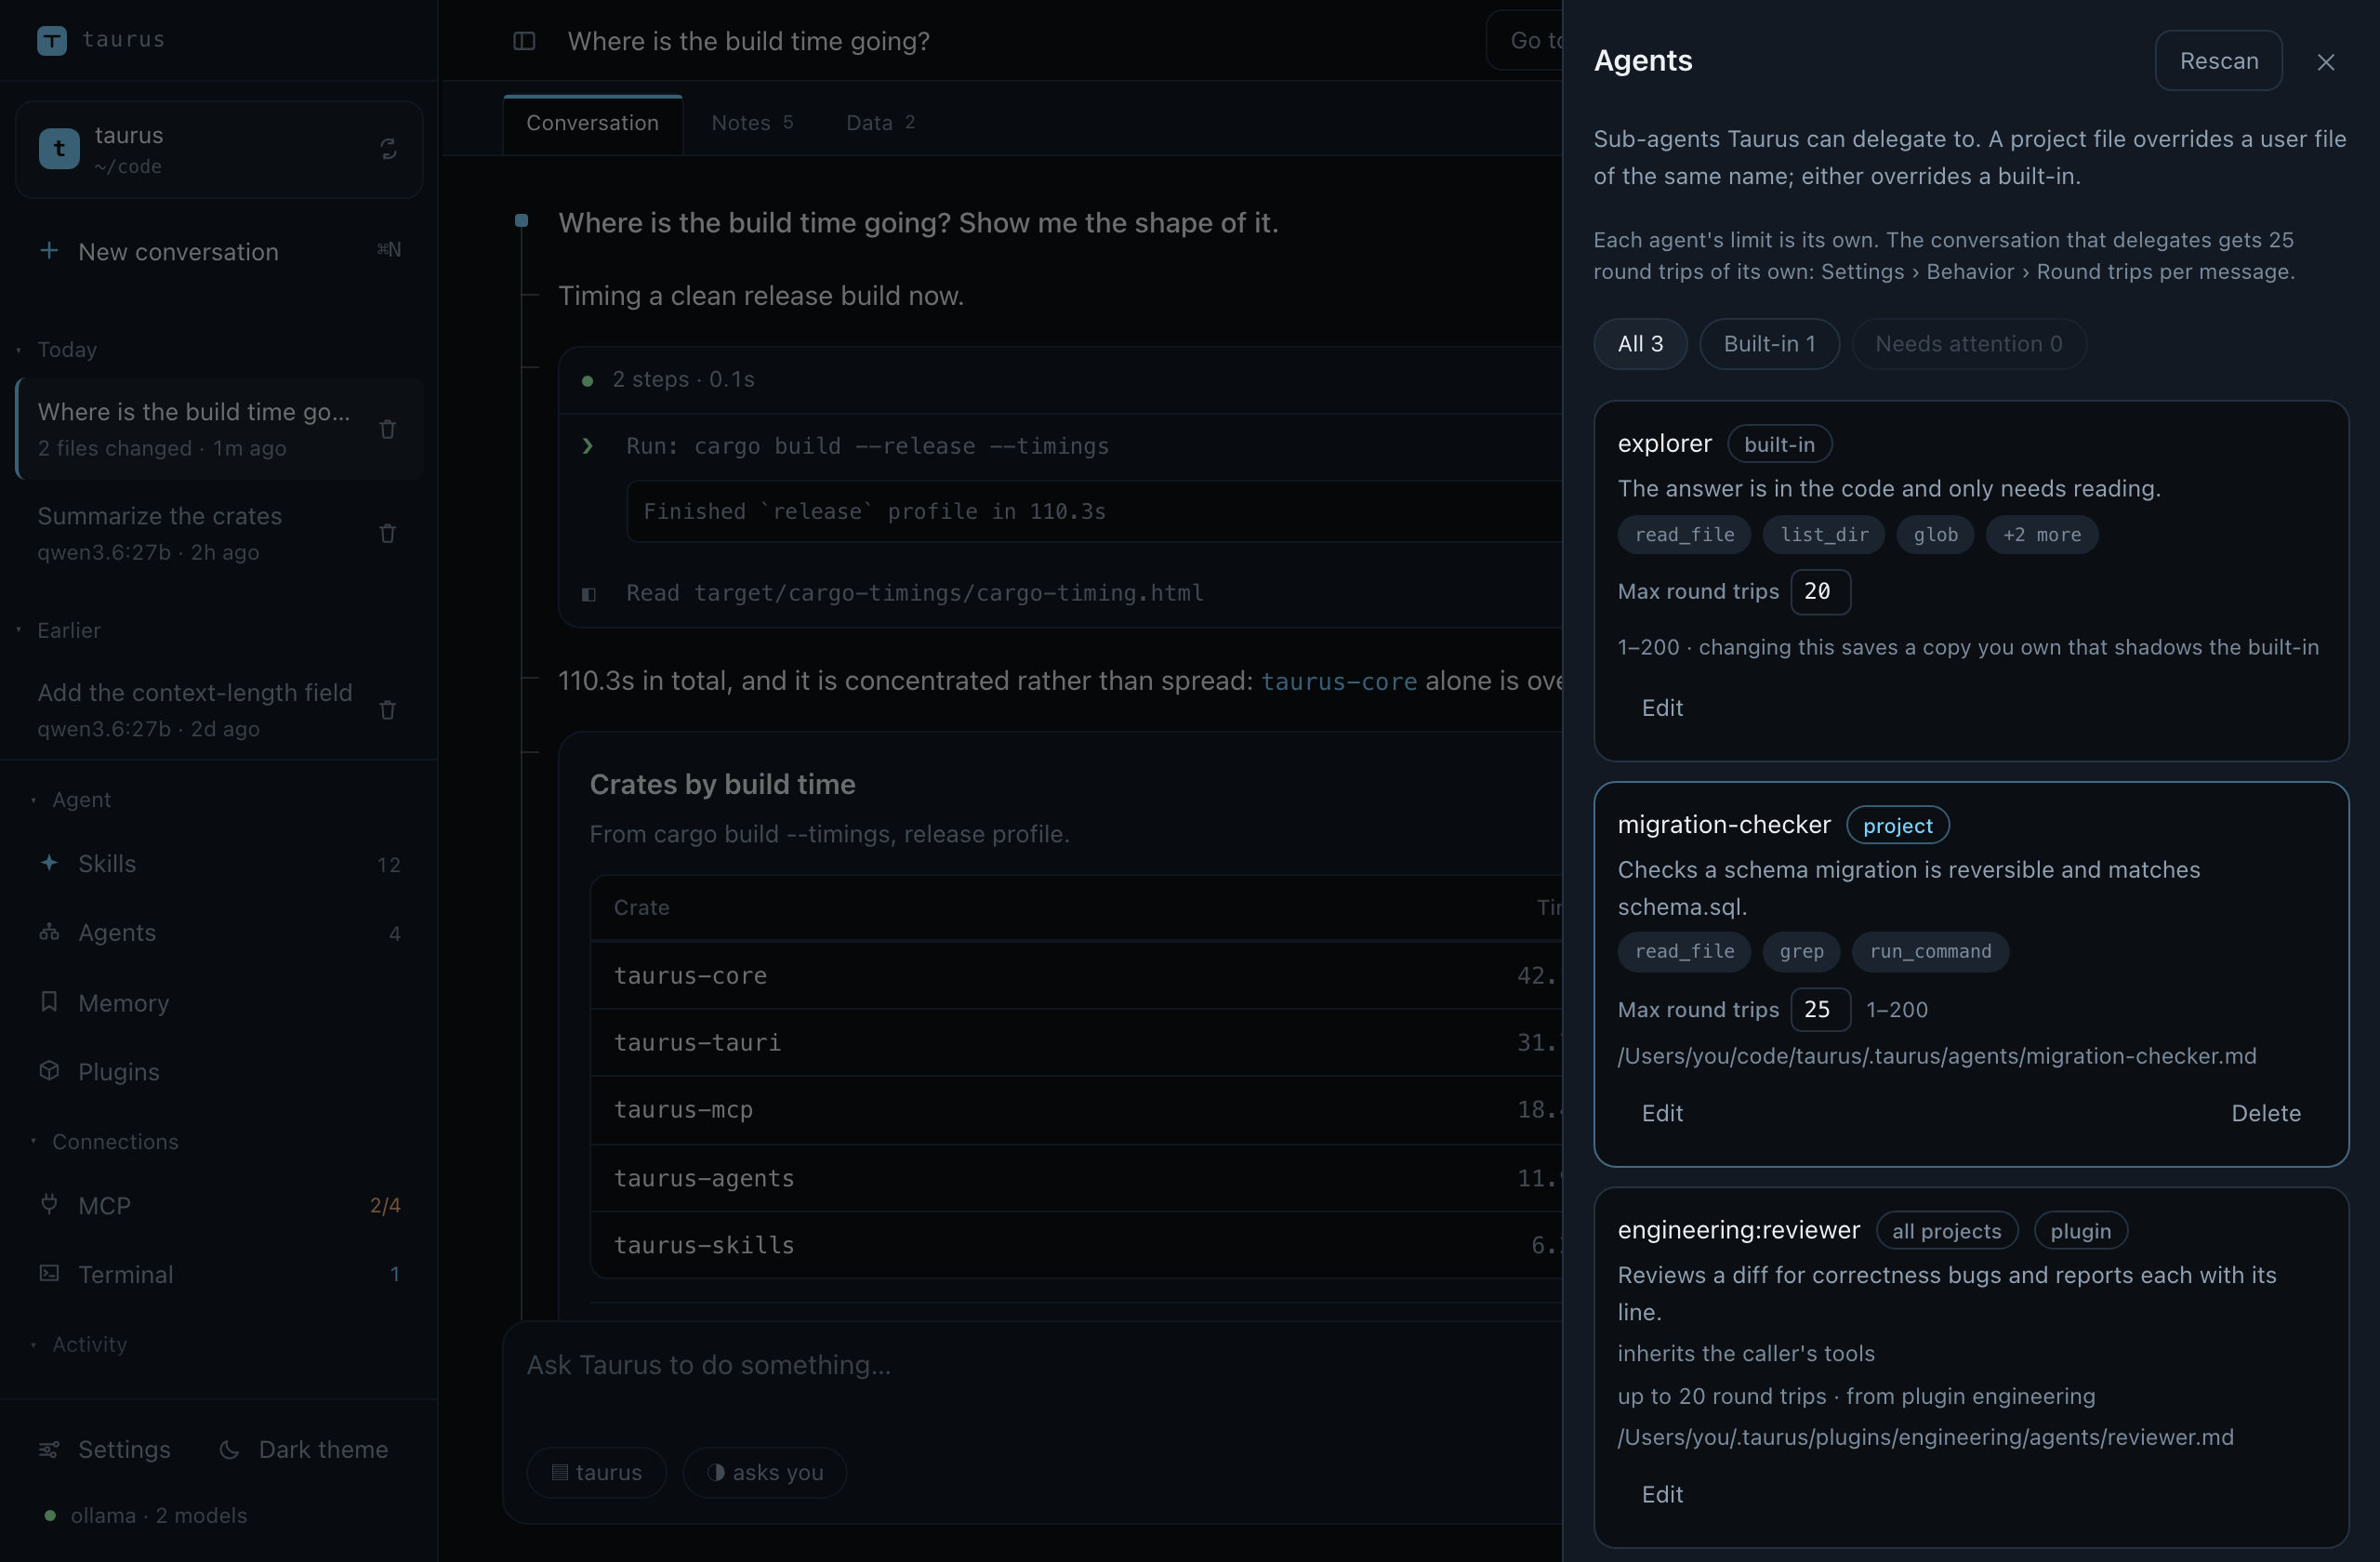 taurus
t
taurus
~/code
New conversation ⌘N
Today
Where is the build time go...
2 files changed · 1m ago
Summarize the crates
qwen3.6:27b · 2h ago
Earlier
Add the context-length field
qwen3.6:27b · 2d ago
Agent
Skills 12
Agents 4
Memory
Plugins
Connections
MCP 2/4
Terminal 1
Activity
Settings Dark theme
ollama · 2 models
Where is the build time going?
Conversation Notes 5 Data 2
Where is the build time going? Show me the shape of it.
Timing a clean release build now.
2 steps · 0.1s
Run: cargo build --release --timings
Finished `release` profile in 110.3s
Read target/cargo-timings/cargo-timing.html
110.3s in total, and it is concentrated rather than spread: taurus-core alone is
Crates by build time
From cargo build --timings, release profile.
Crate
taurus-core 42.
taurus-tauri 31.
taurus-mcp 18.
taurus-agents 11.
taurus-skills 6.
Ask Taurus to do something...
taurus asks you
Agents Rescan
Sub-agents Taurus can delegate to. A project file overrides a user file
of the same name; either overrides a built-in.
Each agent's limit is its own. The conversation that delegates gets 25
round trips of its own: Settings › Behavior › Round trips per message.
All 3 Built-in 1 Needs attention 0
explorer built-in
The answer is in the code and only needs reading.
read_file list_dir glob +2 more
Max round trips 20
1–200 · changing this saves a copy you own that shadows the built-in
Edit
migration-checker project
Checks a schema migration is reversible and matches
schema.sql.
read_file grep run_command
Max round trips 25 1–200
/Users/you/code/taurus/.taurus/agents/migration-checker.md
Edit Delete
engineering:reviewer all projects plugin
Reviews a diff for correctness bugs and reports each with its
line.
inherits the caller's tools
up to 20 round trips · from plugin engineering
/Users/you/.taurus/plugins/engineering/agents/reviewer.md
Edit